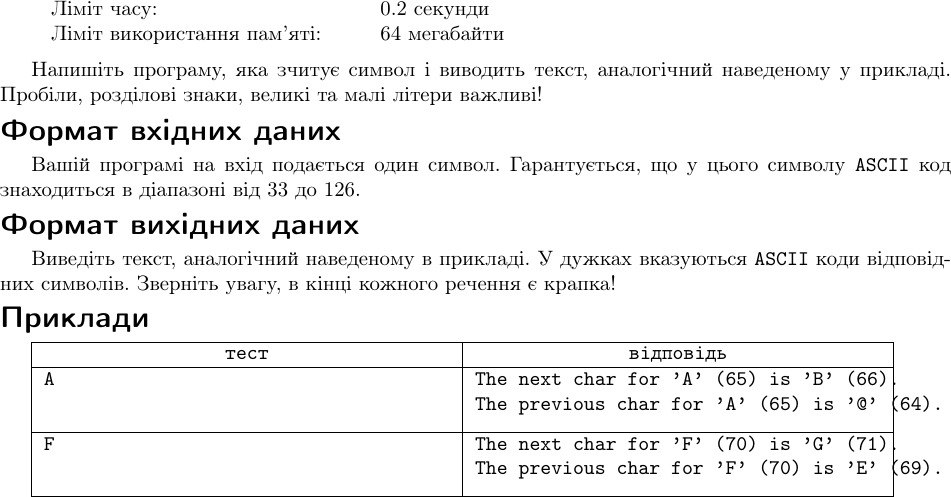 Ліміт часу: 0.2 секунди
Ліміт використання пам'яті: 64 мегабайти
Напишіть програму, яка зчитує символ і виводить текст, аналогічний наведеному у прикладі.
Пробіли, розділові знаки, великі та малі літери важливі!
Формат вхідних даних
Вашій програмі на вхід подається один символ. Гарантується, що у цього символу ASCII код
знаходиться в діапазоні від 33 до 126.
Формат вихідних даних
Виведіть текст, аналогічний наведеному в прикладі. У дужках вказуються ASCII коди відповід-
них символів. Зверніть увагу, в кінці кожного речення є крапка!
Приклади
тест відповідь
A The next char for 'A' (65) is 'B' (66).
The previous char for 'A' (65) is '@' (64).
F The next char for 'F' (70) is 'G' (71).
The previous char for 'F' (70) is 'E' (69).